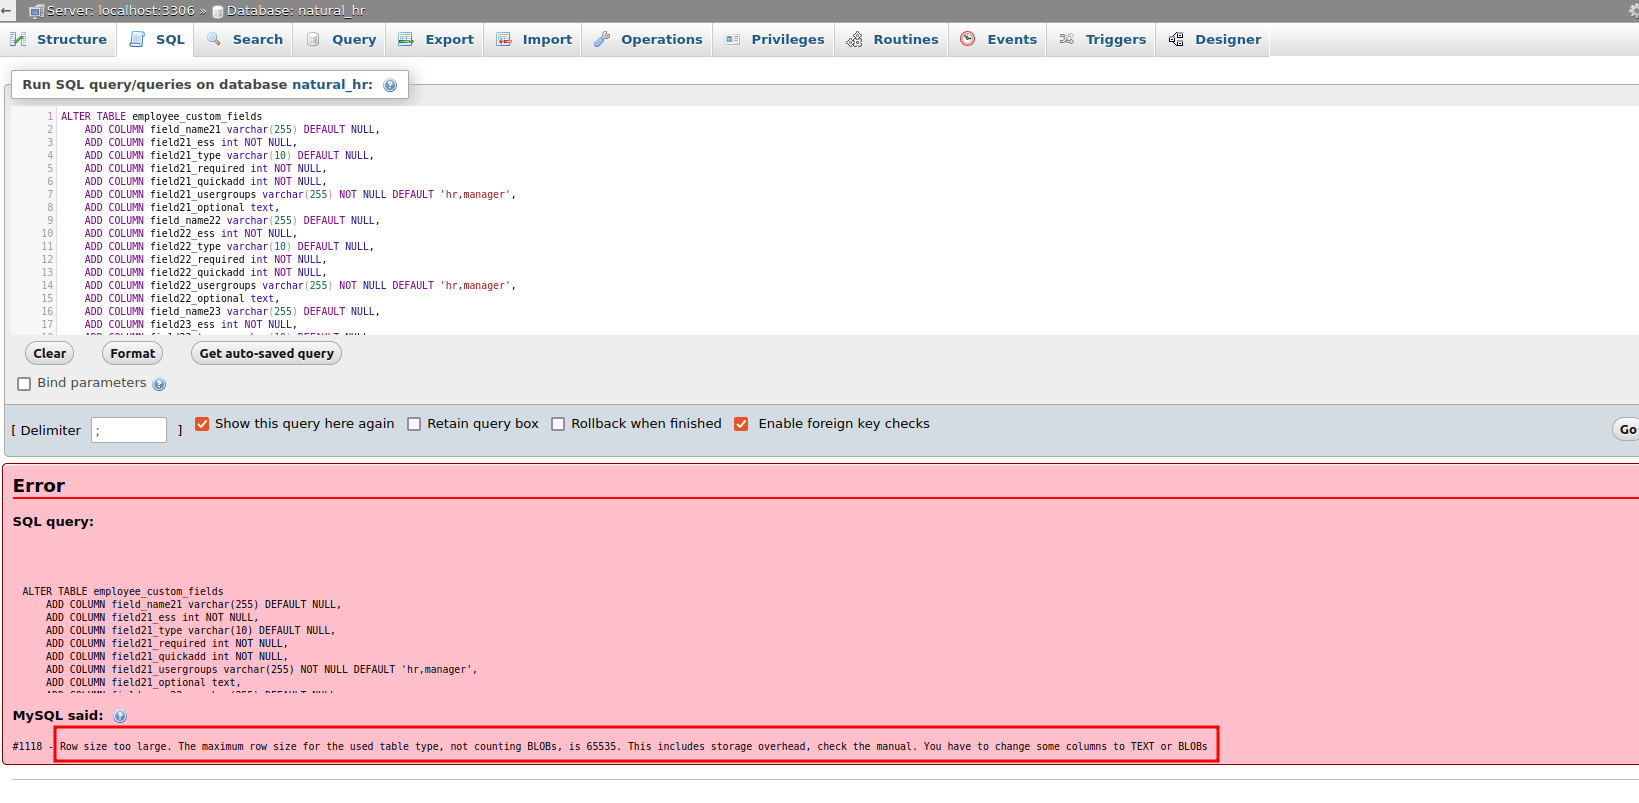 ← Server: localhost:3306 » Database: natural_hr
Structure SQL Search Query Export Import Operations Privileges Routines Events Triggers Designer
Run SQL query/queries on database natural_hr:
1 ALTER TABLE employee_custom_fields
2 ADD COLUMN field_name21 varchar(255) DEFAULT NULL,
3 ADD COLUMN field21_ess int NOT NULL,
4 ADD COLUMN field21_type varchar(10) DEFAULT NULL,
5 ADD COLUMN field21_required int NOT NULL,
6 ADD COLUMN field21_quickadd int NOT NULL,
7 ADD COLUMN field21_usergroups varchar(255) NOT NULL DEFAULT 'hr,manager',
8 ADD COLUMN field21_optional text,
9 ADD COLUMN field_name22 varchar(255) DEFAULT NULL,
10 ADD COLUMN field22_ess int NOT NULL,
11 ADD COLUMN field22_type varchar(10) DEFAULT NULL,
12 ADD COLUMN field22_required int NOT NULL,
13 ADD COLUMN field22_quickadd int NOT NULL,
14 ADD COLUMN field22_usergroups varchar(255) NOT NULL DEFAULT 'hr,manager',
15 ADD COLUMN field22_optional text,
16 ADD COLUMN field_name23 varchar(255) DEFAULT NULL,
17 ADD COLUMN field23_ess int NOT NULL,
Clear Format Get auto-saved query
Bind parameters
[ Delimiter ; ] Show this query here again Retain query box Rollback when finished Enable foreign key checks Go
Error
SQL query:
ALTER TABLE employee_custom_fields
ADD COLUMN field_name21 varchar(255) DEFAULT NULL,
ADD COLUMN field21_ess int NOT NULL,
ADD COLUMN field21_type varchar(10) DEFAULT NULL,
ADD COLUMN field21_required int NOT NULL,
ADD COLUMN field21_quickadd int NOT NULL,
ADD COLUMN field21_usergroups varchar(255) NOT NULL DEFAULT 'hr,manager',
ADD COLUMN field21_optional text,
MySQL said:
#1118 - Row size too large. The maximum row size for the used table type, not counting BLOBs, is 65535. This includes storage overhead, check the manual. You have to change some columns to TEXT or BLOBs